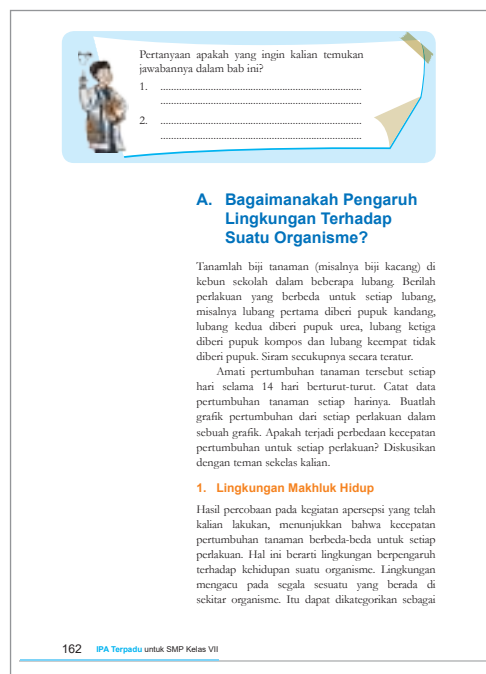 Pertanyaan apakah yang ingin kalian temukan
jawabannya dalam bab ini?
1. ....................................................................
....................................................................
2. ....................................................................
....................................................................
A. Bagaimanakah Pengaruh
Lingkungan Terhadap
Suatu Organisme?
Tanamlah biji tanaman (misalnya biji kacang) di
kebun sekolah dalam beberapa lubang. Berilah
perlakuan yang berbeda untuk setiap lubang,
misalnya lubang pertama diberi pupuk kandang,
lubang kedua diberi pupuk urea, lubang ketiga
diberi pupuk kompos dan lubang keempat tidak
diberi pupuk. Siram secukupnya secara teratur.
Amati pertumbuhan tanaman tersebut setiap
hari selama 14 hari berturut-turut. Catat data
pertumbuhan tanaman setiap harinya. Buatlah
grafik pertumbuhan dari setiap perlakuan dalam
sebuah grafik. Apakah terjadi perbedaan kecepatan
pertumbuhan untuk setiap perlakuan? Diskusikan
dengan teman sekelas kalian.
1. Lingkungan Makhluk Hidup
Hasil percobaan pada kegiatan apersepsi yang telah
kalian lakukan, menunjukkan bahwa kecepatan
pertumbuhan tanaman berbeda-beda untuk setiap
perlakuan. Hal ini berarti lingkungan berpengaruh
terhadap kehidupan suatu organisme. Lingkungan
mengacu pada segala sesuatu yang berada di
sekitar organisme. Itu dapat dikategorikan sebagai
162 IPA Terpadu untuk SMP Kelas VII